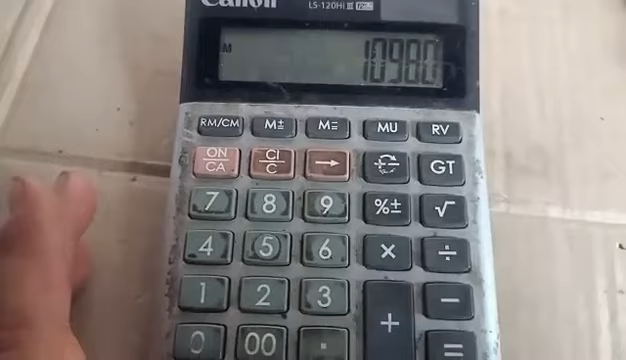 Canon LS-120Hi III
M 10980
RM/CM M± M= MU RV
ON/CA CI/C → GT
7 8 9 %± √
4 5 6 × ÷
1 2 3 −
0 00 . + =